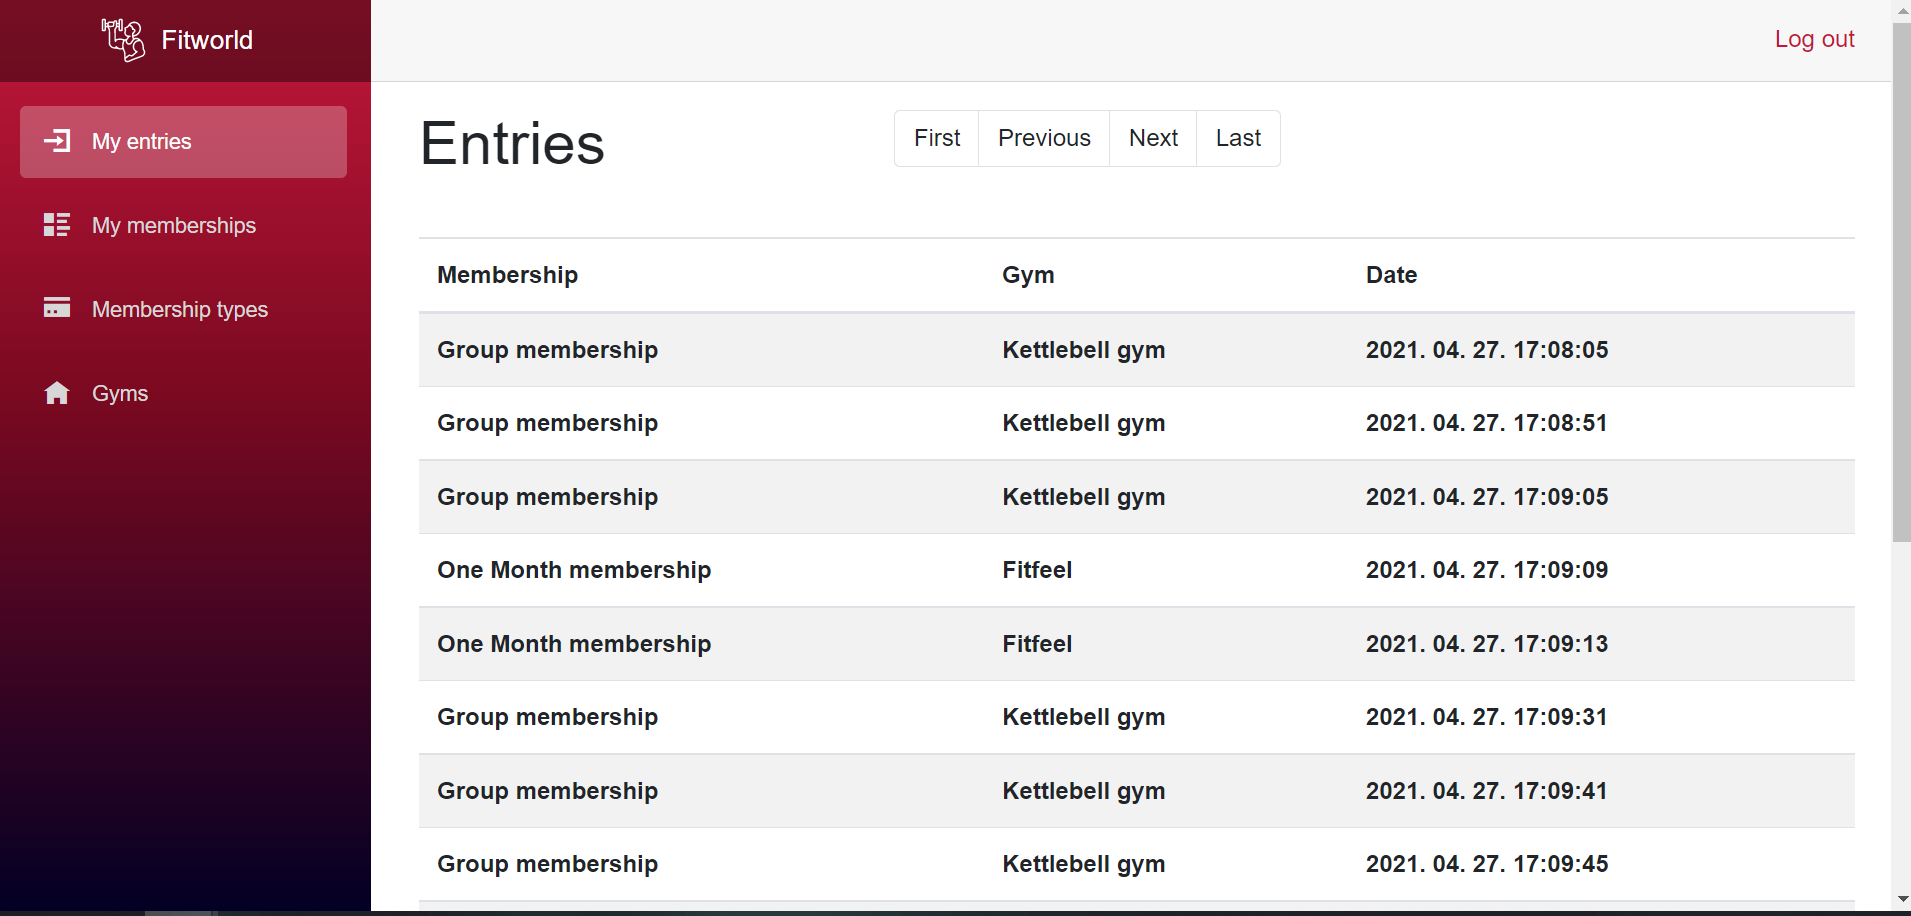 Fitworld
Log out
My entries
My memberships
Membership types
Gyms
Entries
First Previous Next Last
Membership Gym Date
Group membership Kettlebell gym 2021. 04. 27. 17:08:05
Group membership Kettlebell gym 2021. 04. 27. 17:08:51
Group membership Kettlebell gym 2021. 04. 27. 17:09:05
One Month membership Fitfeel 2021. 04. 27. 17:09:09
One Month membership Fitfeel 2021. 04. 27. 17:09:13
Group membership Kettlebell gym 2021. 04. 27. 17:09:31
Group membership Kettlebell gym 2021. 04. 27. 17:09:41
Group membership Kettlebell gym 2021. 04. 27. 17:09:45